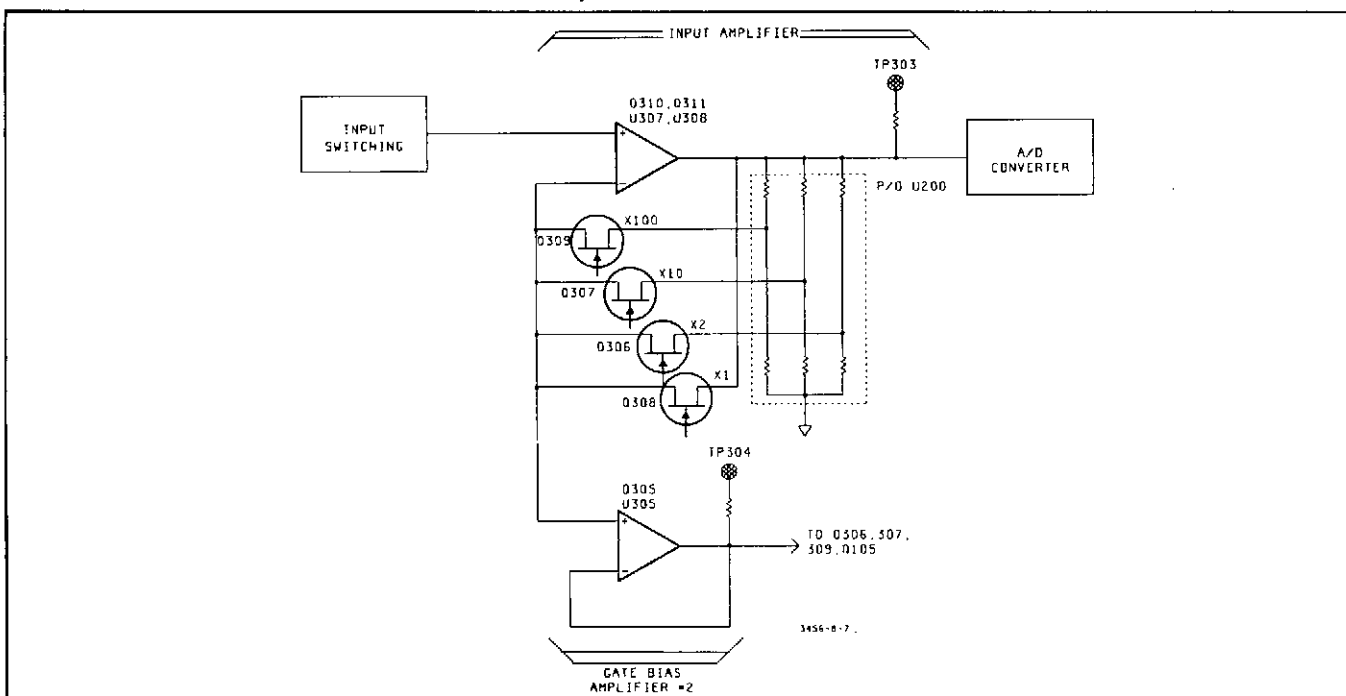 INPUT AMPLIFIER
TP303
Q310,Q311
U307,U308
INPUT
SWITCHING
A/D
CONVERTER
+
-
P/O U200
X100
Q309
X10
Q307
X2
Q306
X1
Q308
TP304
Q305
U305
+
-
TO Q306,307,
309,Q105
3456-8-7
GATE BIAS
AMPLIFIER #2